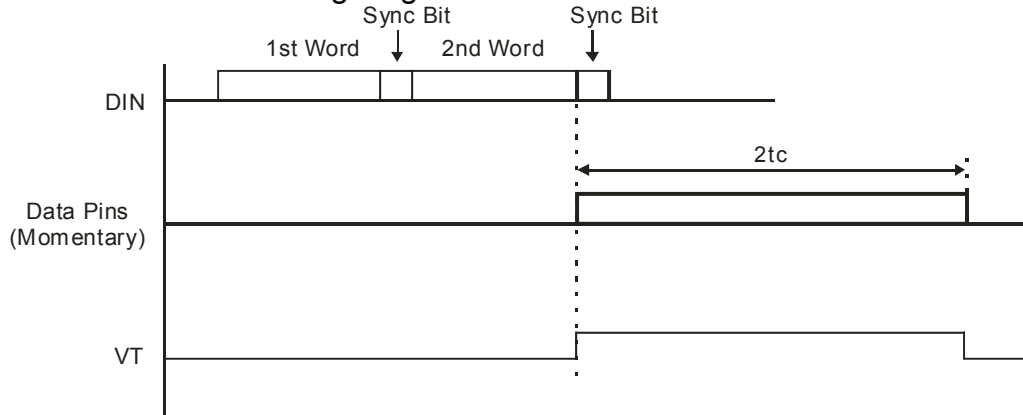 Sync Bit
Sync Bit
1st Word
2nd Word
DIN
2tc
Data Pins
(Momentary)
VT